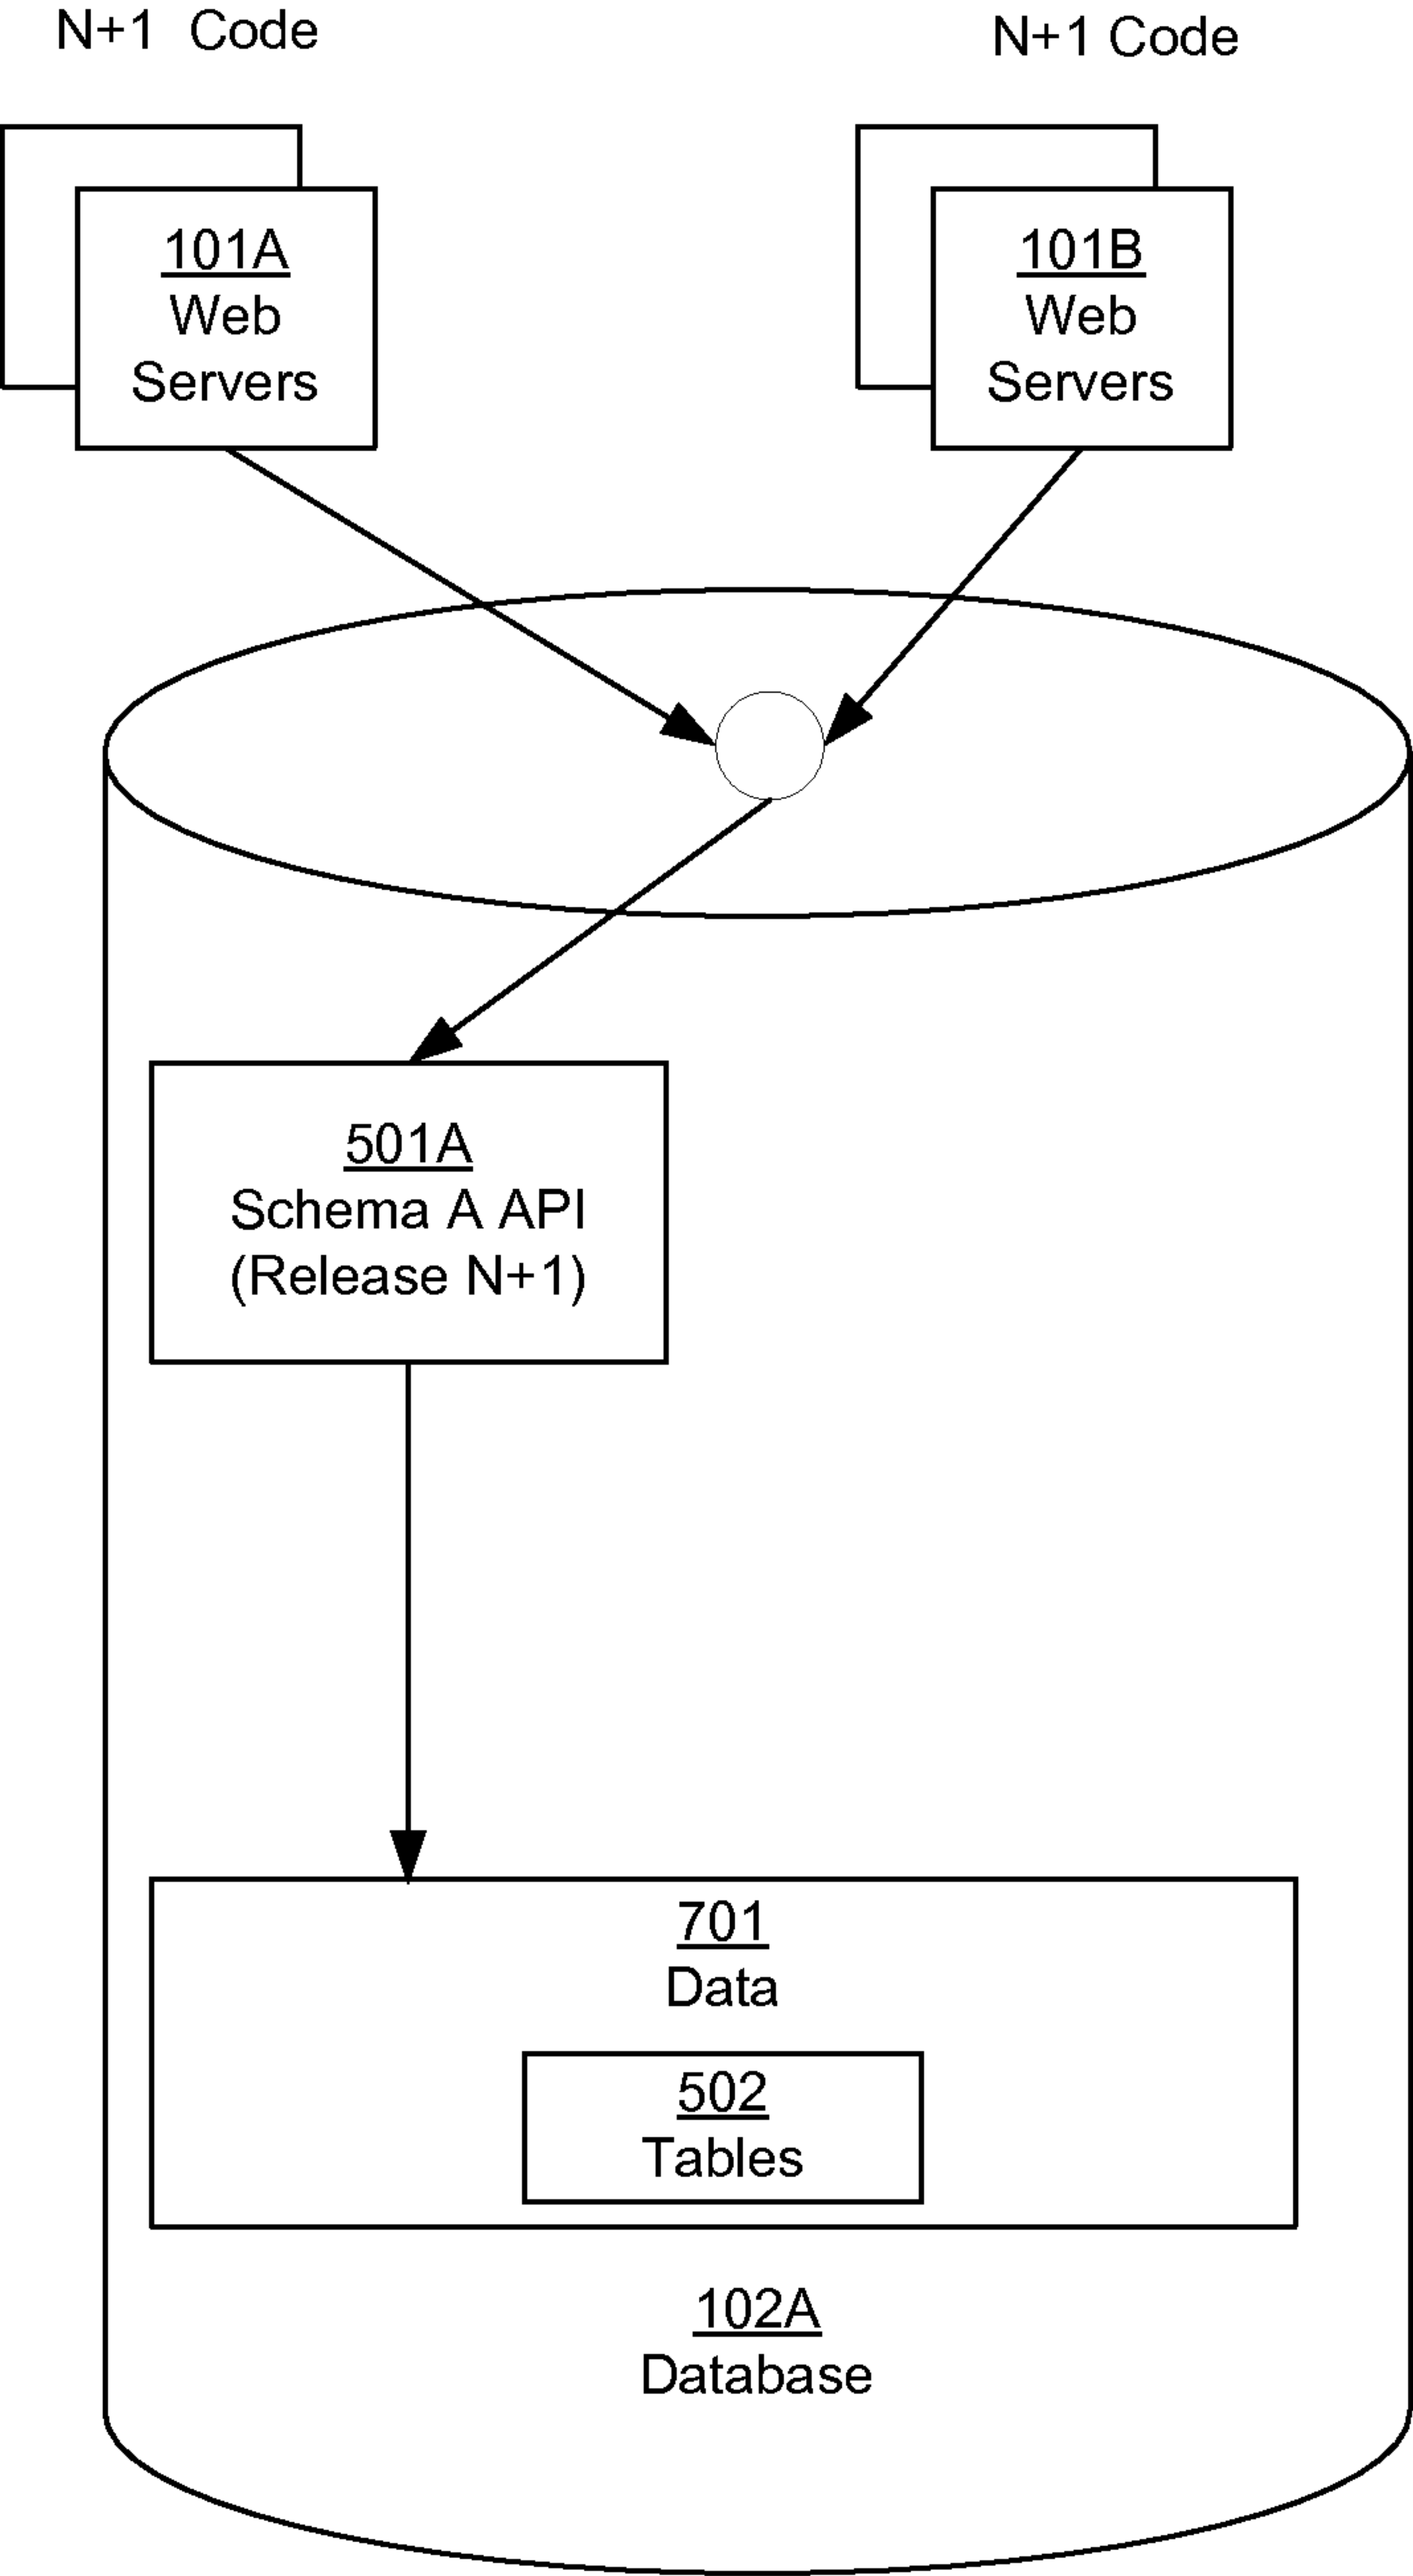 N+1 Code
N+1 Code
101A
Web
Servers
101B
Web
Servers
501A
Schema A API
(Release N+1)
701
Data
502
Tables
102A
Database